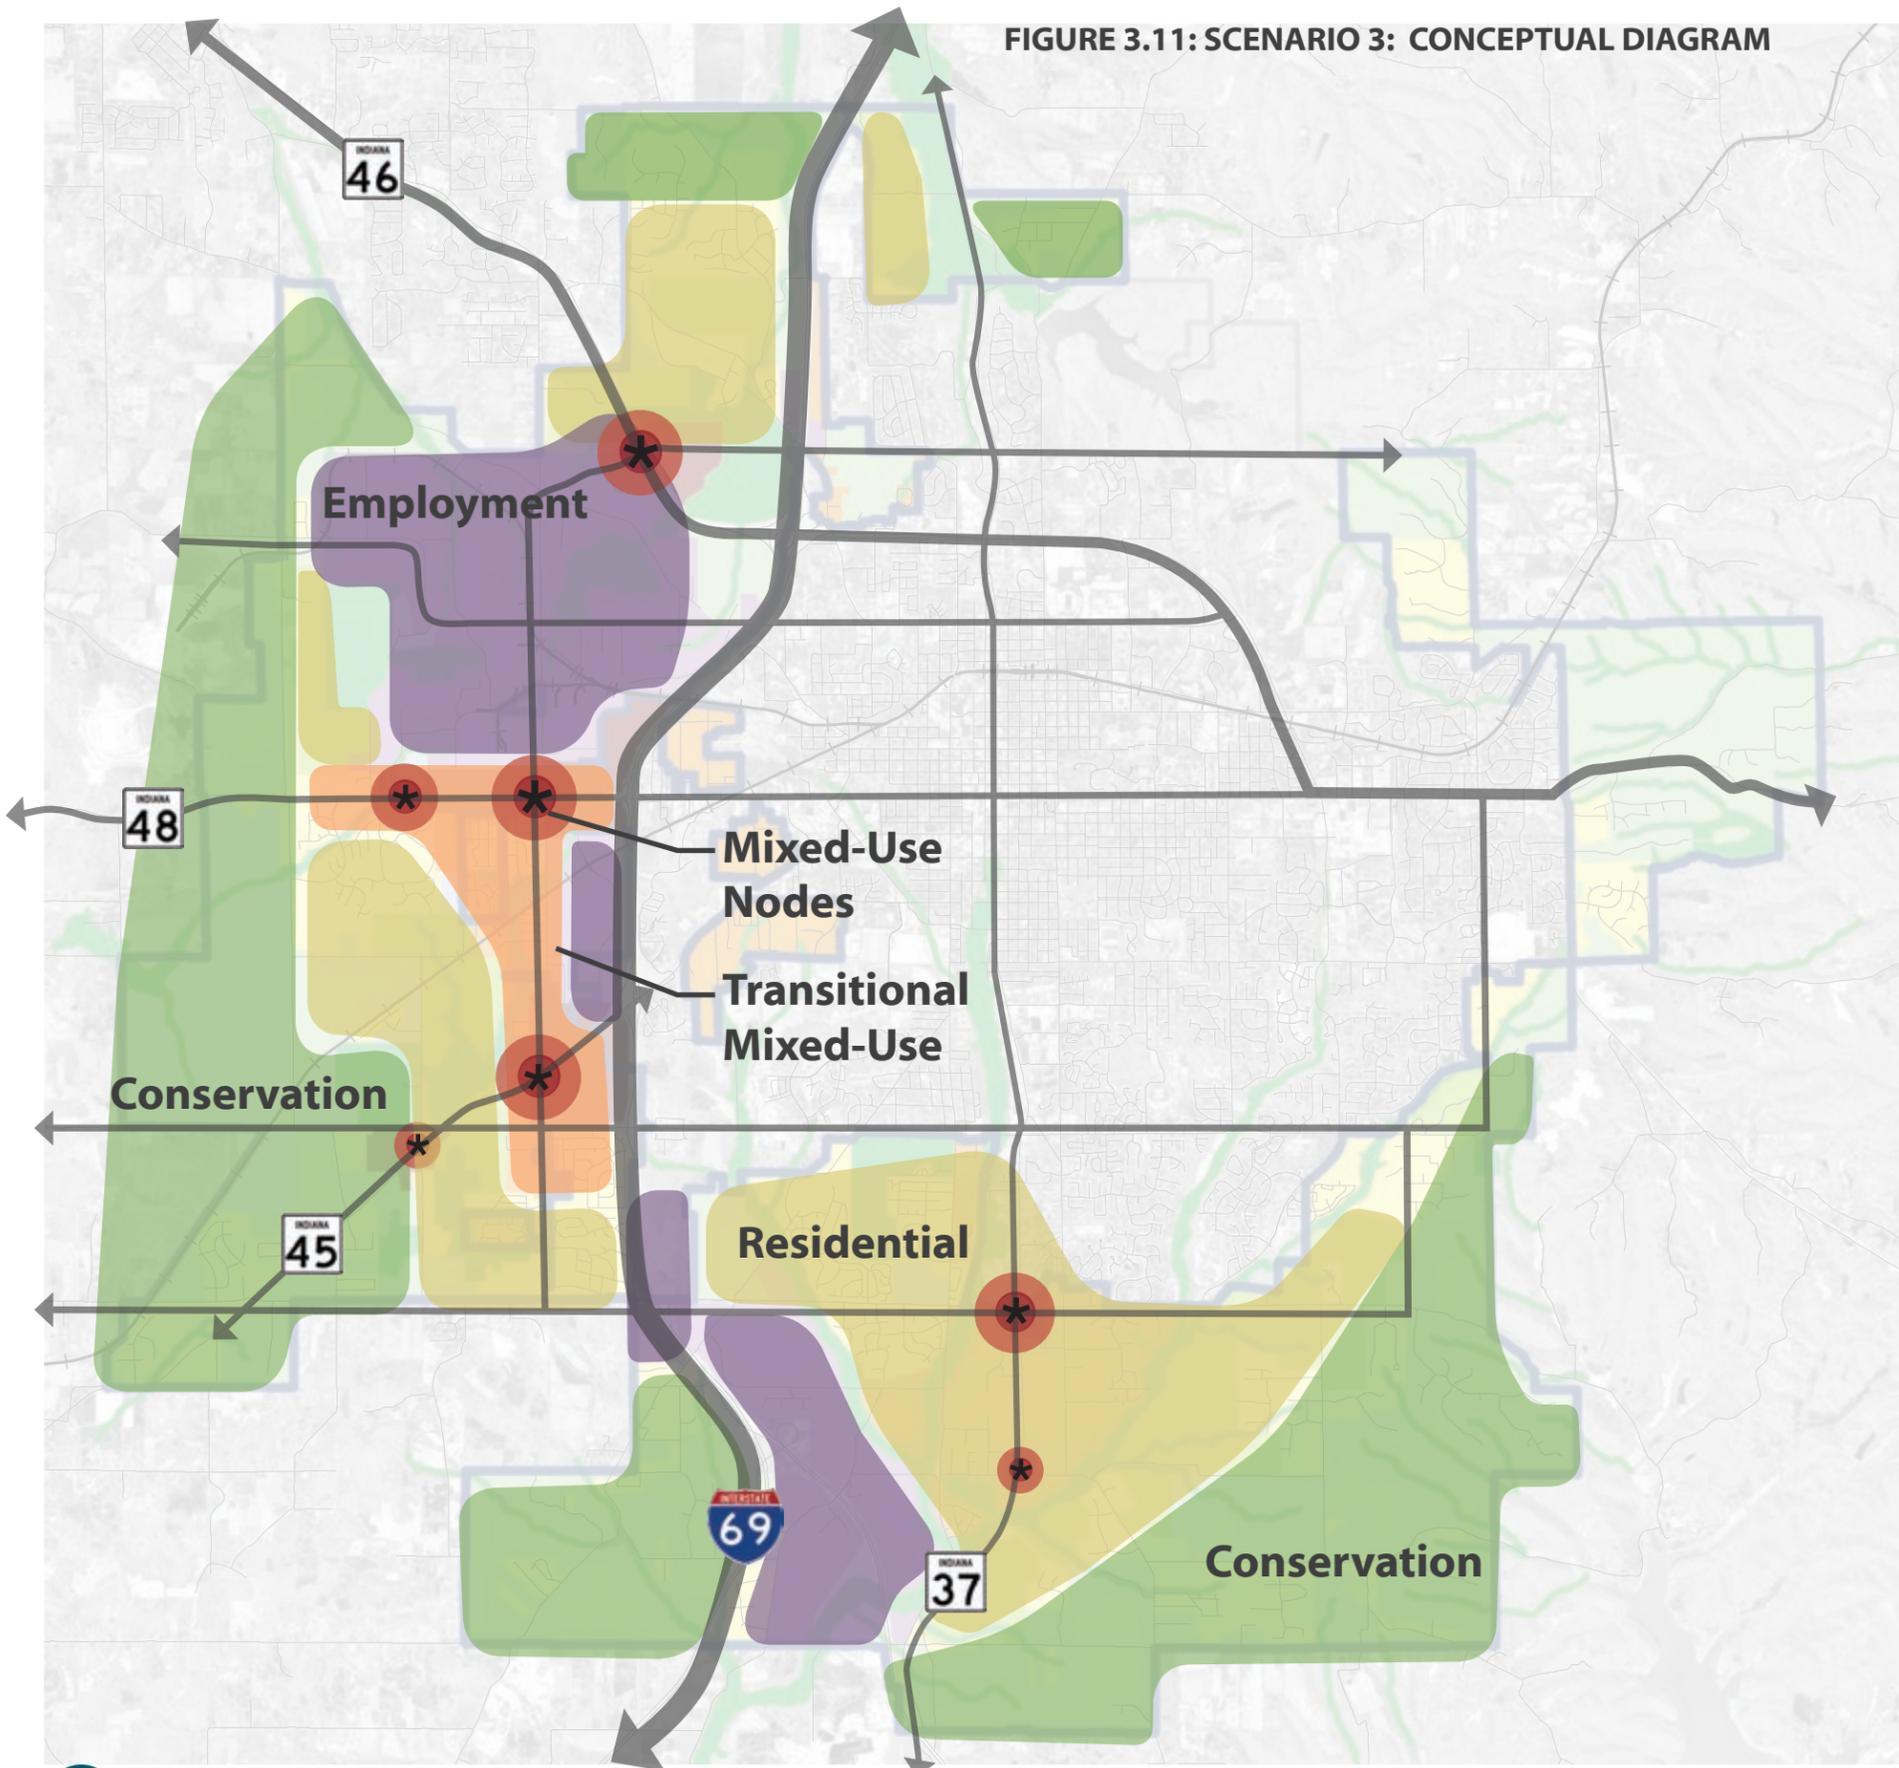 FIGURE 3.11: SCENARIO 3: CONCEPTUAL DIAGRAM
INDIANA
46
Employment
INDIANA
48
Mixed-Use
Nodes
Transitional
Mixed-Use
Conservation
INDIANA
45
Residential
INTERSTATE
69
INDIANA
37
Conservation